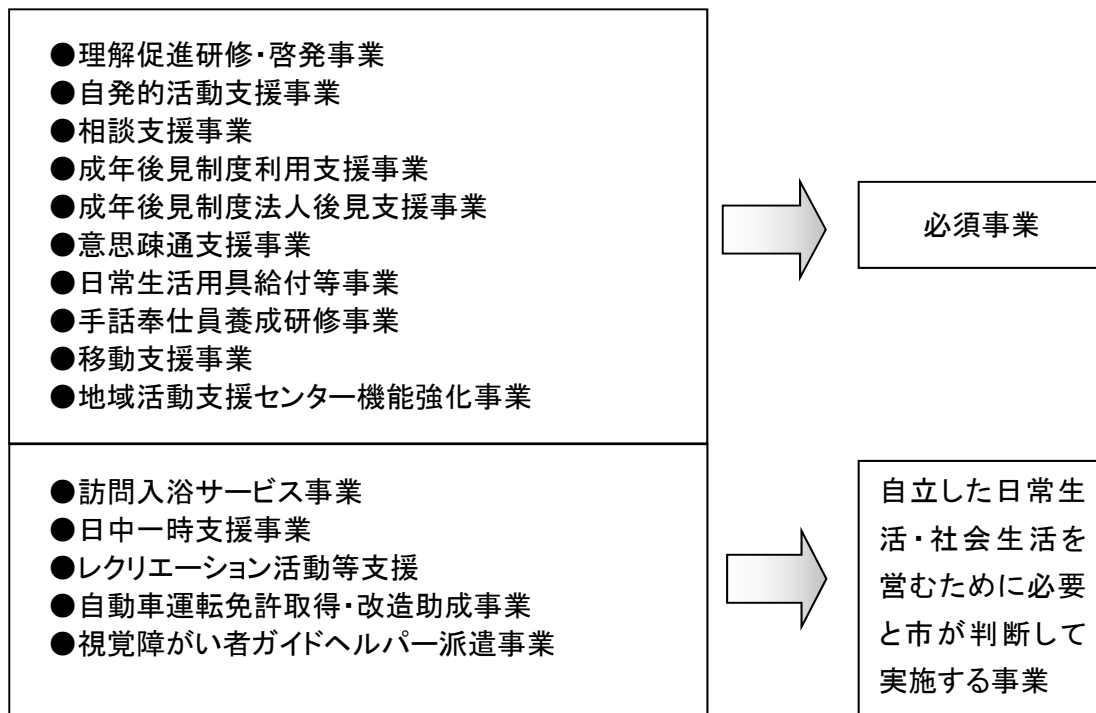 ●理解促進研修・啓発事業
●自発的活動支援事業
●相談支援事業
●成年後見制度利用支援事業
●成年後見制度法人後見支援事業
●意思疎通支援事業
●日常生活用具給付等事業
●手話奉仕員養成研修事業
●移動支援事業
●地域活動支援センター機能強化事業
必須事業
●訪問入浴サービス事業
●日中一時支援事業
●レクリエーション活動等支援
●自動車運転免許取得・改造助成事業
●視覚障がい者ガイドヘルパー派遣事業
自立した日常生
活・社会生活を
営むために必要
と市が判断して
実施する事業